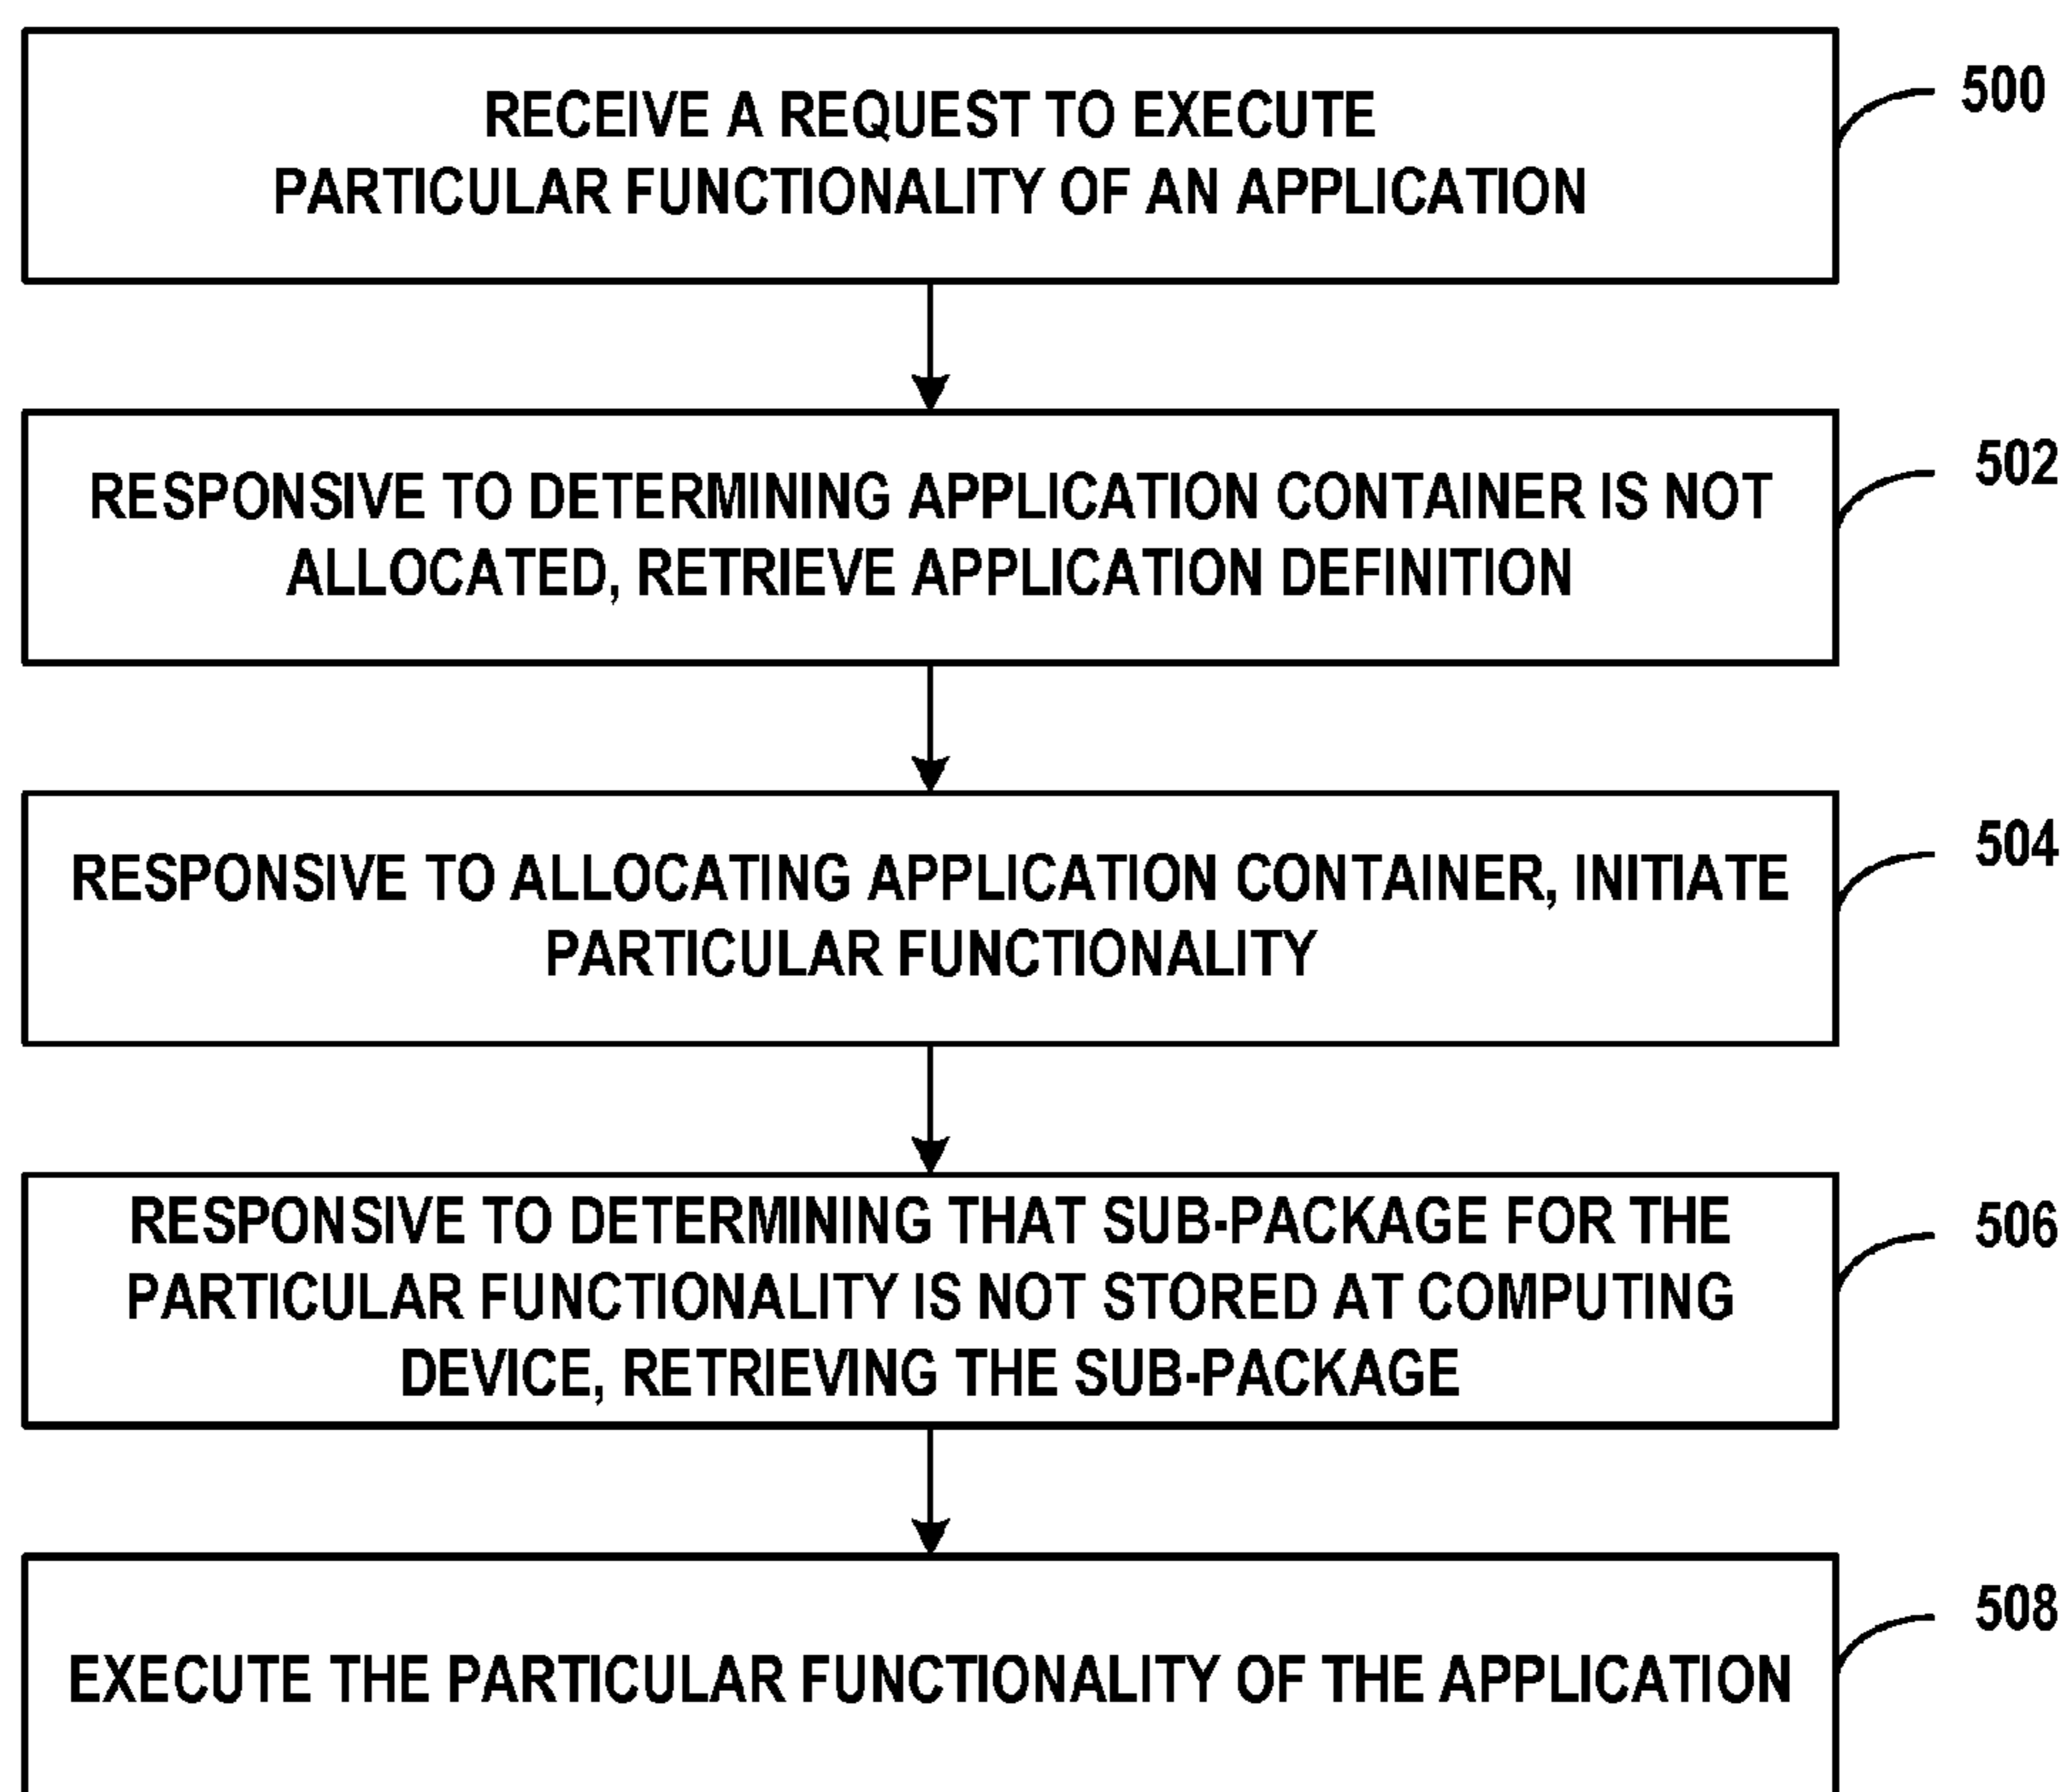 RECEIVE A REQUEST TO EXECUTE
PARTICULAR FUNCTIONALITY OF AN APPLICATION
500
RESPONSIVE TO DETERMINING APPLICATION CONTAINER IS NOT
ALLOCATED, RETRIEVE APPLICATION DEFINITION
502
RESPONSIVE TO ALLOCATING APPLICATION CONTAINER, INITIATE
PARTICULAR FUNCTIONALITY
504
RESPONSIVE TO DETERMINING THAT SUB-PACKAGE FOR THE
PARTICULAR FUNCTIONALITY IS NOT STORED AT COMPUTING
DEVICE, RETRIEVING THE SUB-PACKAGE
506
EXECUTE THE PARTICULAR FUNCTIONALITY OF THE APPLICATION
508